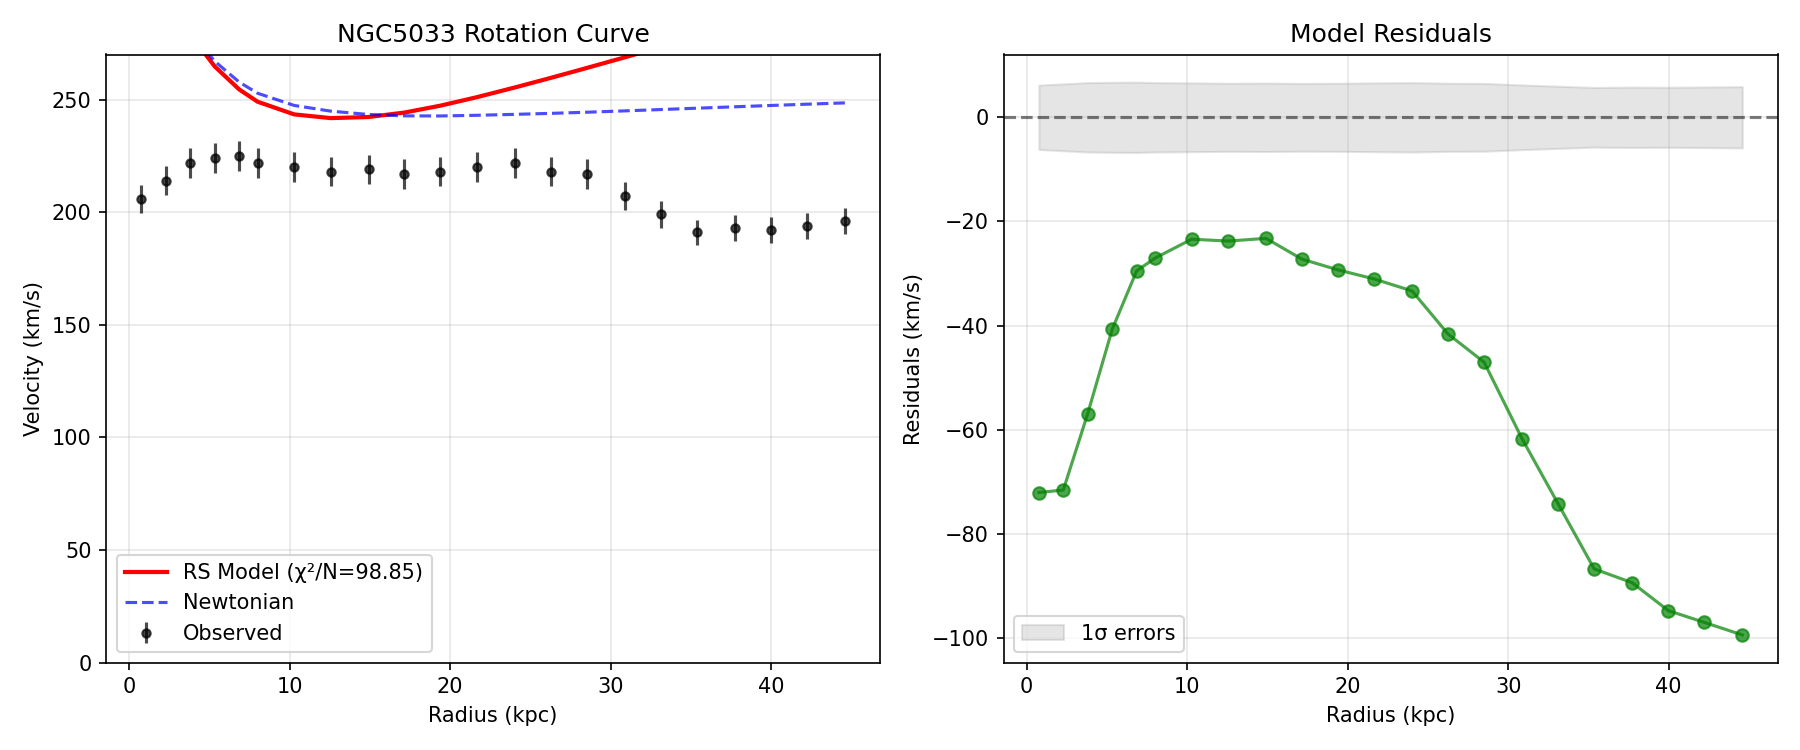 NGC5033 Rotation Curve
Velocity (km/s)
250
200
150
100
50
0
RS Model (χ²/N=98.85)
Newtonian
Observed
0 10 20 30 40
Radius (kpc)
Model Residuals
Residuals (km/s)
0
−20
−40
−60
−80
−100
1σ errors
0 10 20 30 40
Radius (kpc)